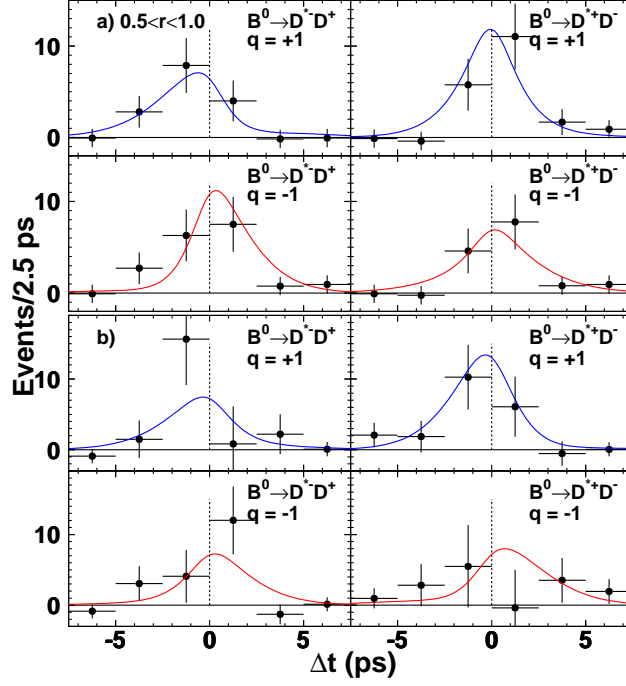 a) 0.5<r<1.0
B⁰→D*⁻D⁺
q = +1
B⁰→D*⁺D⁻
q = +1
10
0
B⁰→D*⁻D⁺
q = -1
B⁰→D*⁺D⁻
q = -1
10
0
Events/2.5 ps
b)
B⁰→D*⁻D⁺
q = +1
B⁰→D*⁺D⁻
q = +1
10
0
B⁰→D*⁻D⁺
q = -1
B⁰→D*⁺D⁻
q = -1
10
0
-5 0 5 -5 0 5
Δt (ps)